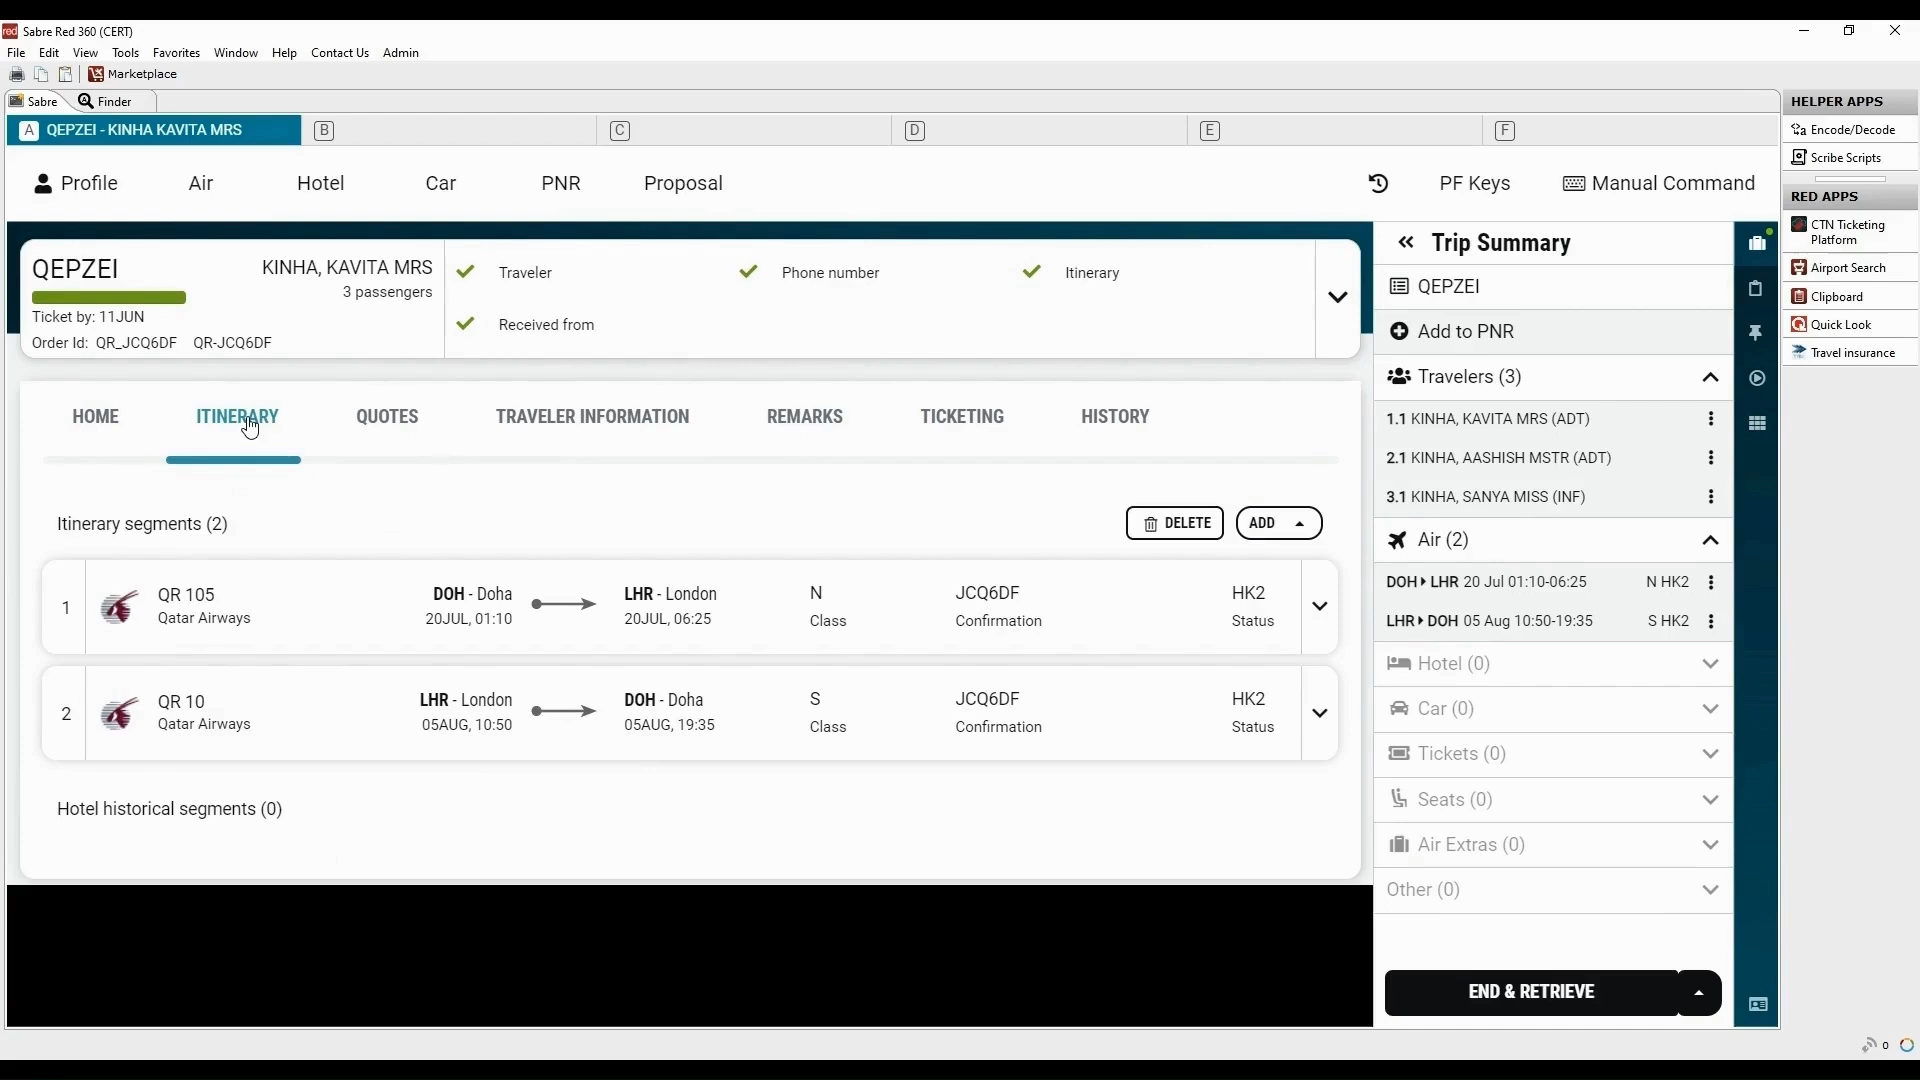 Sabre Red 360 (CERT)
File Edit View Tools Favorites Window Help Contact Us Admin
Marketplace
Sabre Finder
A QEPZEI - KINHA KAVITA MRS B C D E F
Profile Air Hotel Car PNR Proposal PF Keys Manual Command
QEPZEI
KINHA, KAVITA MRS
3 passengers
Ticket by: 11JUN
Order Id: QR_JCQ6DF QR-JCQ6DF
Traveler Phone number Itinerary
Received from
HOME ITINERARY QUOTES TRAVELER INFORMATION REMARKS TICKETING HISTORY
Itinerary segments (2)
DELETE ADD
1 QR 105 DOH - Doha LHR - London N JCQ6DF HK2
Qatar Airways 20JUL, 01:10 20JUL, 06:25 Class Confirmation Status
2 QR 10 LHR - London DOH - Doha S JCQ6DF HK2
Qatar Airways 05AUG, 10:50 05AUG, 19:35 Class Confirmation Status
Hotel historical segments (0)
Trip Summary
QEPZEI
Add to PNR
Travelers (3)
1.1 KINHA, KAVITA MRS (ADT)
2.1 KINHA, AASHISH MSTR (ADT)
3.1 KINHA, SANYA MISS (INF)
Air (2)
DOH LHR 20 Jul 01:10-06:25 N HK2
LHR DOH 05 Aug 10:50-19:35 S HK2
Hotel (0)
Car (0)
Tickets (0)
Seats (0)
Air Extras (0)
Other (0)
END & RETRIEVE
HELPER APPS
Encode/Decode
Scribe Scripts
RED APPS
CTN Ticketing
Platform
Airport Search
Clipboard
Quick Look
Travel insurance
0